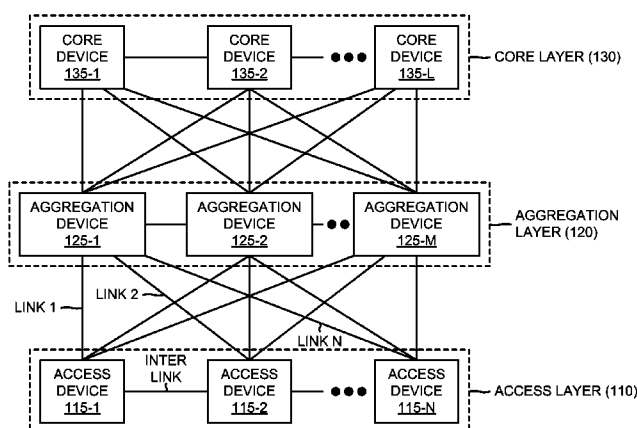 CORE DEVICE 135-1
CORE DEVICE 135-2
CORE DEVICE 135-L
CORE LAYER (130)
AGGREGATION DEVICE 125-1
AGGREGATION DEVICE 125-2
AGGREGATION DEVICE 125-M
AGGREGATION LAYER (120)
LINK 1
LINK 2
LINK N
ACCESS DEVICE 115-1
INTER LINK
ACCESS DEVICE 115-2
ACCESS DEVICE 115-N
ACCESS LAYER (110)